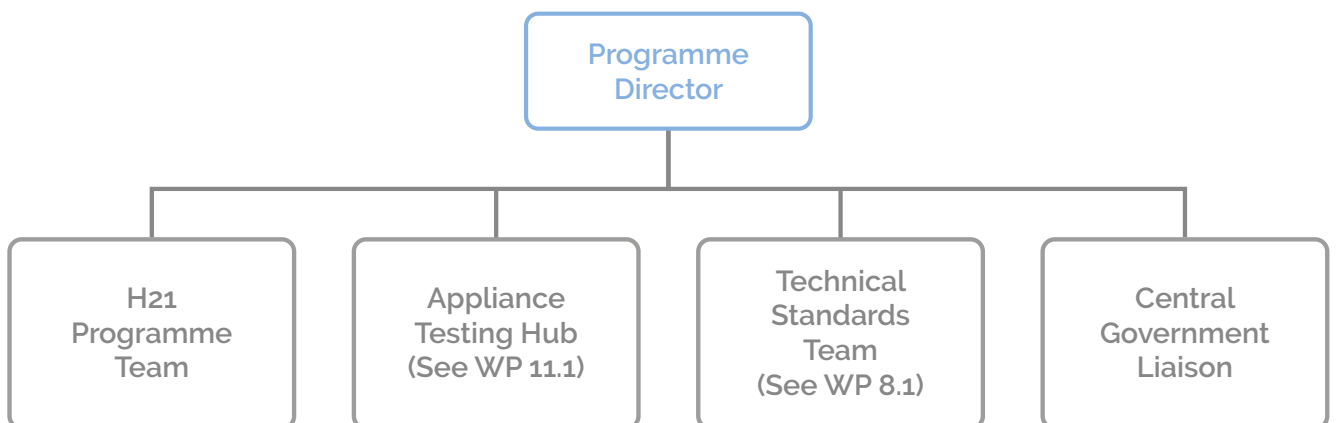 Programme
Director
H21
Programme
Team
Appliance
Testing Hub
(See WP 11.1)
Technical
Standards
Team
(See WP 8.1)
Central
Government
Liaison